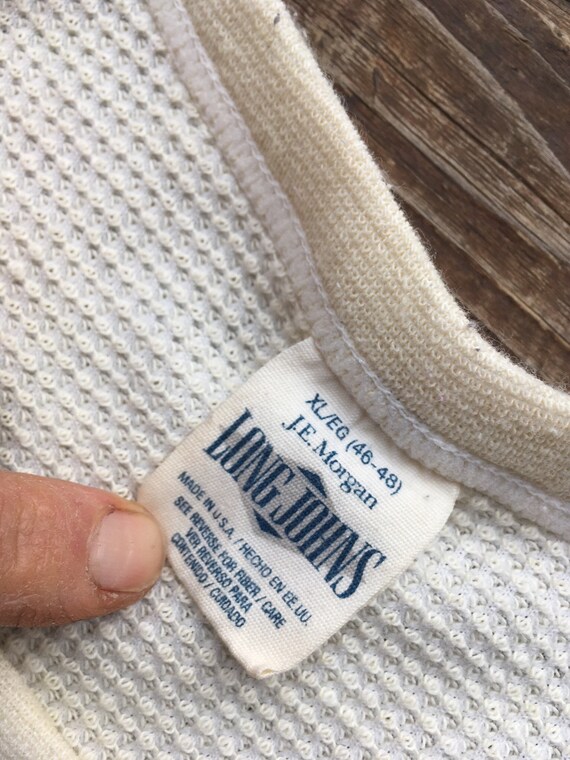 XL/EG (46-48)
J.E. Morgan
LONG JOHNS
MADE IN U.S.A. / HECHO EN EE UU.
SEE REVERSE FOR FIBER / CARE
VER REVERSO PARA
CONTENIDO / CUIDADO